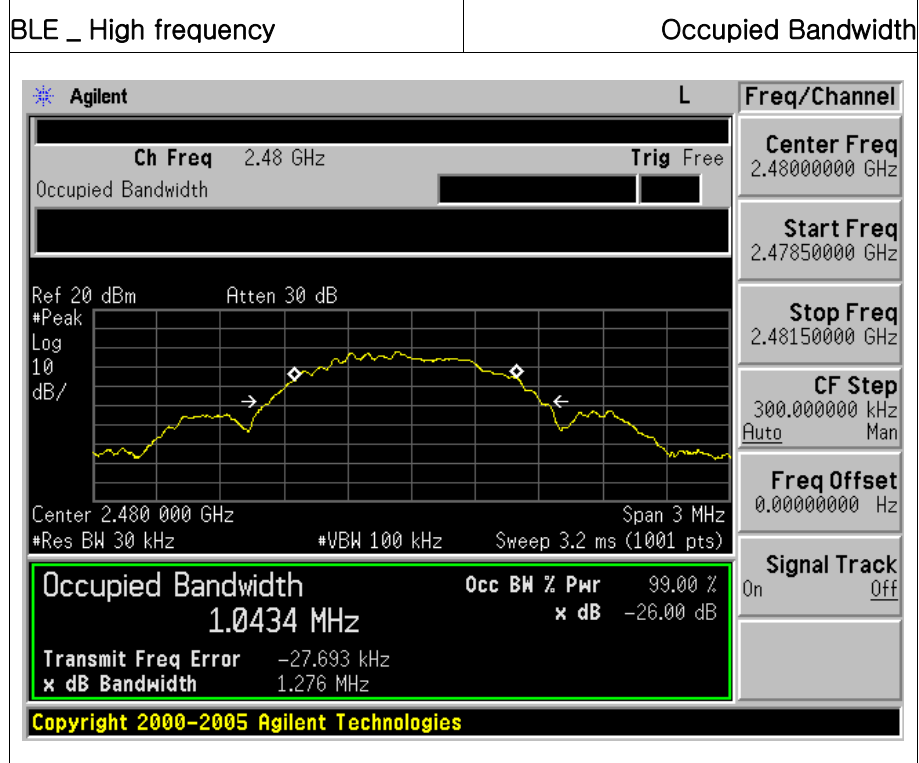 BLE _ High frequency
Occupied Bandwidth
Agilent
L
Freq/Channel
Ch Freq 2.48 GHz
Trig Free
Occupied Bandwidth
Center Freq
2.48000000 GHz
Start Freq
2.47850000 GHz
Stop Freq
2.48150000 GHz
CF Step
300.000000 kHz
Auto Man
Freq Offset
0.00000000 Hz
Signal Track
On Off
Ref 20 dBm
Atten 30 dB
#Peak
Log
10
dB/
Center 2.480 000 GHz
Span 3 MHz
#Res BW 30 kHz
#VBW 100 kHz
Sweep 3.2 ms (1001 pts)
Occupied Bandwidth
1.0434 MHz
Occ BW % Pwr 99.00 %
x dB −26.00 dB
Transmit Freq Error −27.693 kHz
x dB Bandwidth 1.276 MHz
Copyright 2000–2005 Agilent Technologies